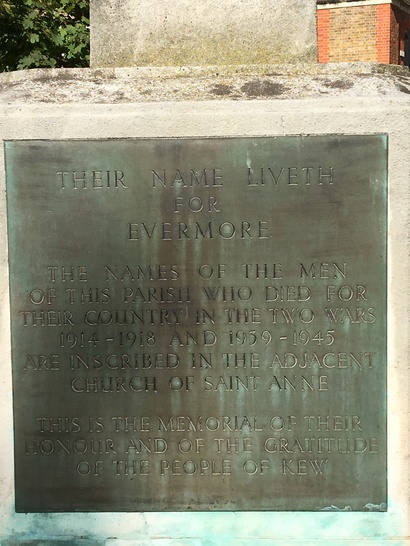 THEIR NAME LIVETH
FOR
EVERMORE
THE NAMES OF THE MEN
OF THIS PARISH WHO DIED FOR
THEIR COUNTRY IN THE TWO WARS
1914-1918 AND 1939-1945
ARE INSCRIBED IN THE ADJACENT
CHURCH OF SAINT ANNE
THIS IS THE MEMORIAL OF THEIR
HONOUR AND OF THE GRATITUDE
OF THE PEOPLE OF KEW